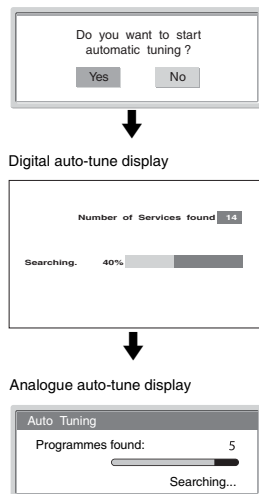 Do you want to start
automatic tuning ?
Yes No
Digital auto-tune display
Number of Services found 14
Searching. 40%
Analogue auto-tune display
Auto Tuning
Programmes found: 5
Searching...